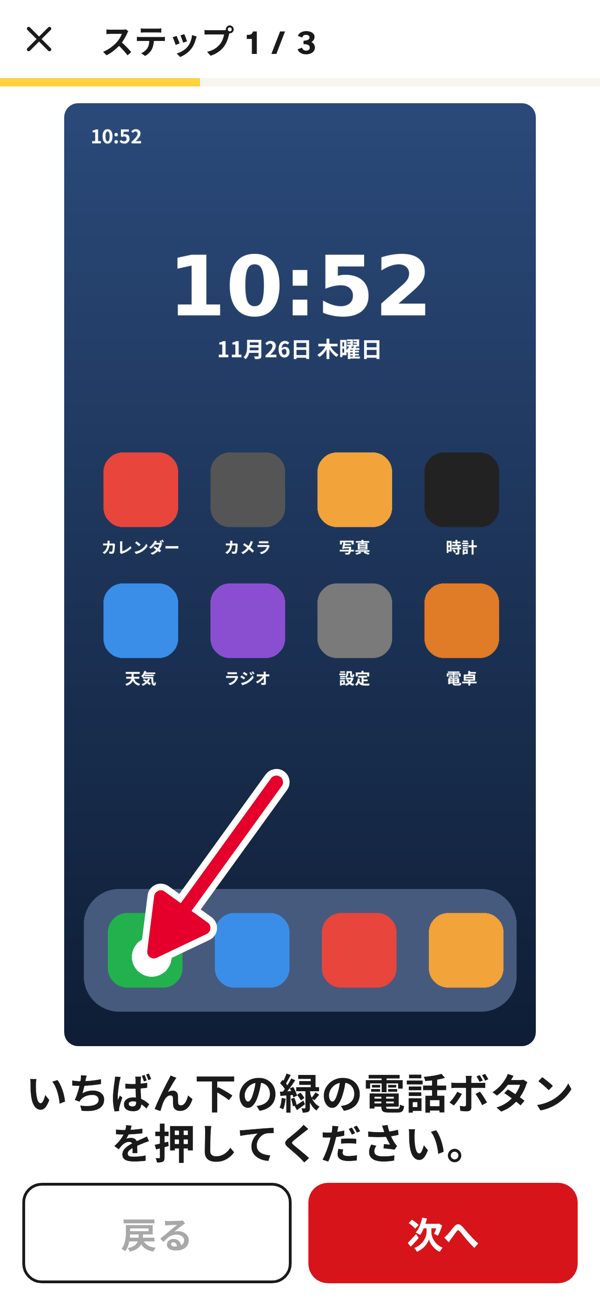 ステップ 1 / 3
10:52
10:52
11月26日 木曜日
カレンダー カメラ 写真 時計
天気 ラジオ 設定 電卓
いちばん下の緑の電話ボタン
を押してください。
戻る 次へ